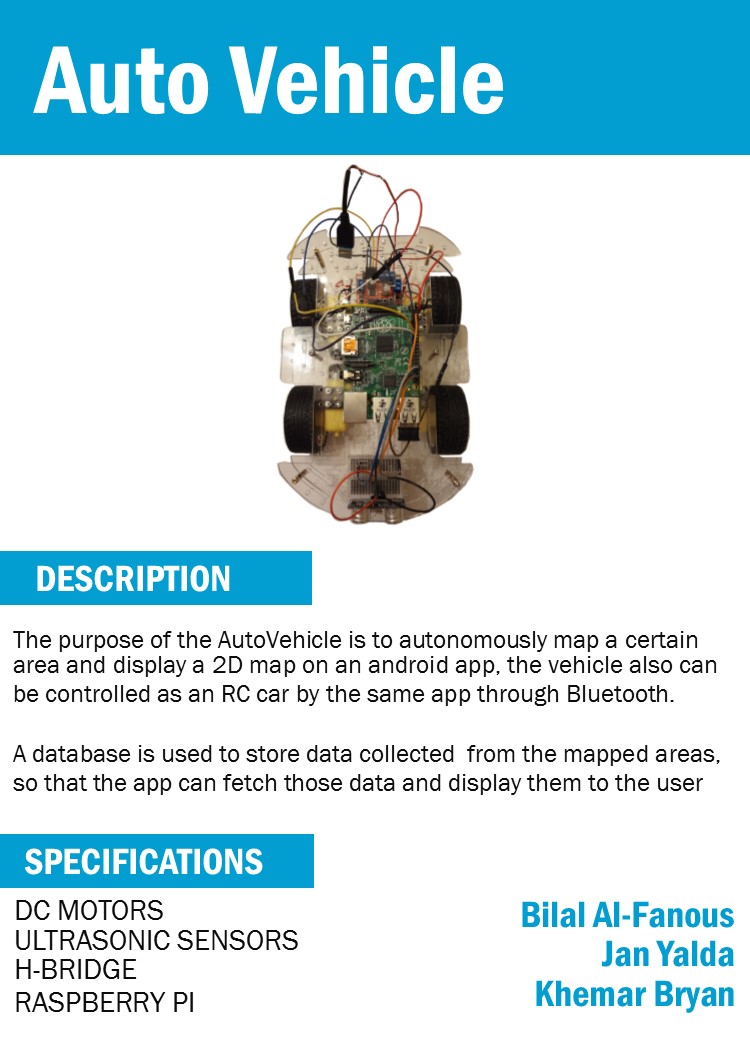 Auto Vehicle
DESCRIPTION
The purpose of the AutoVehicle is to autonomously map a certain
area and display a 2D map on an android app, the vehicle also can
be controlled as an RC car by the same app through Bluetooth.
A database is used to store data collected  from the mapped areas,
so that the app can fetch those data and display them to the user
SPECIFICATIONS
DC MOTORS
ULTRASONIC SENSORS
H-BRIDGE
RASPBERRY PI
Bilal Al-Fanous
Jan Yalda
Khemar Bryan